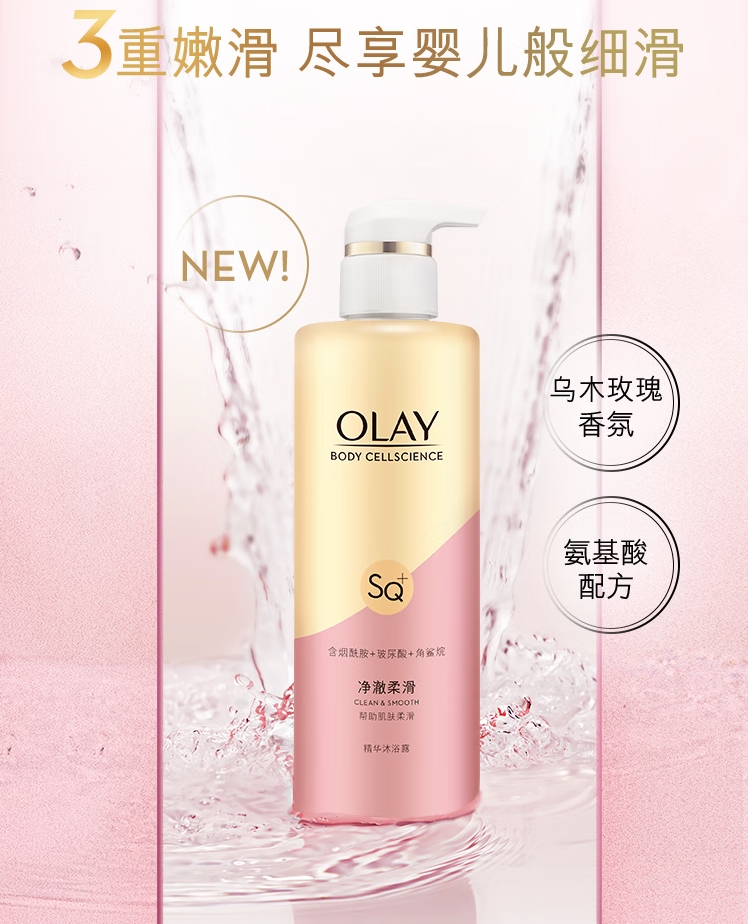 3重嫩滑 尽享婴儿般细滑
NEW!
乌木玫瑰
香氛
OLAY
BODY CELLSCIENCE
氨基酸
配方
SQ+
含烟酰胺+玻尿酸+角鲨烷
净澈柔滑
CLEAN & SMOOTH
帮助肌肤柔滑
精华沐浴露